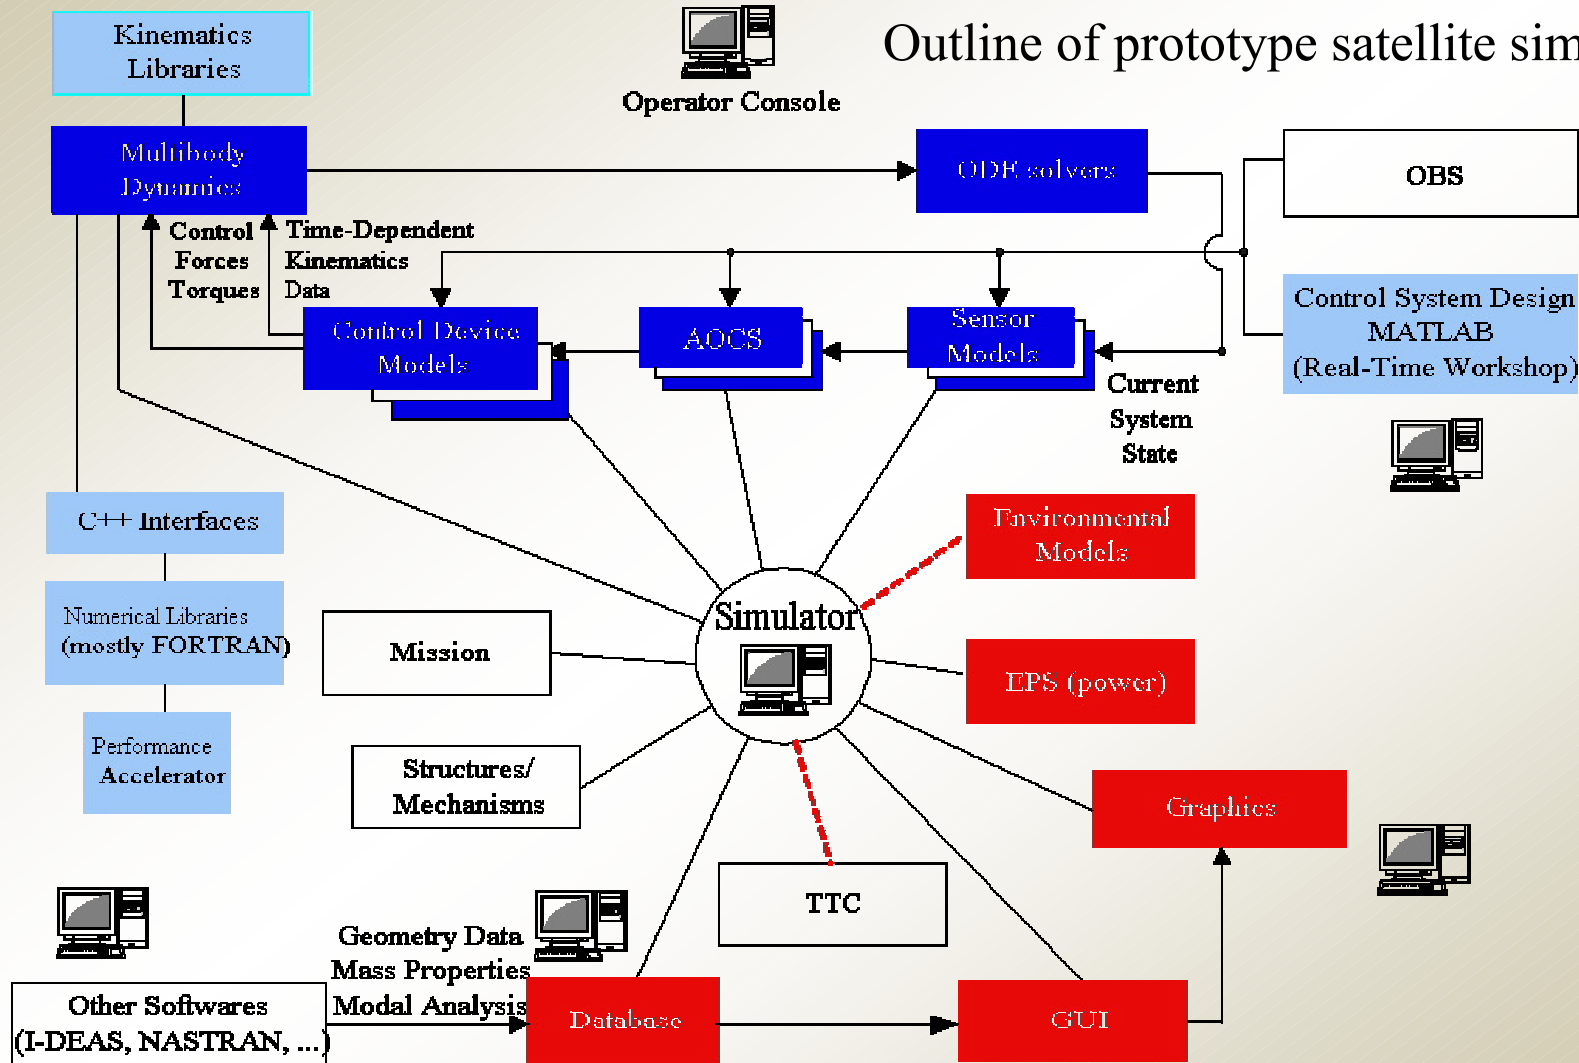 Outline of prototype satellite sim
Kinematics
Libraries
Operator Console
Multibody
Dynamics
ODE solvers
OBS
Control
Forces
Torques
Time-Dependent
Kinematics
Data
Control Device
Models
AOCS
Sensor
Models
Control System Design
MATLAB
(Real-Time Workshop)
Current
System
State
C++ Interfaces
Environmental
Models
Numerical Libraries
(mostly FORTRAN)
Simulator
Mission
EPS (power)
Performance
Accelerator
Structures/
Mechanisms
Graphics
TTC
Geometry Data
Mass Properties
Modal Analysis
Other Softwares
(I-DEAS, NASTRAN, ...)
Database
GUI